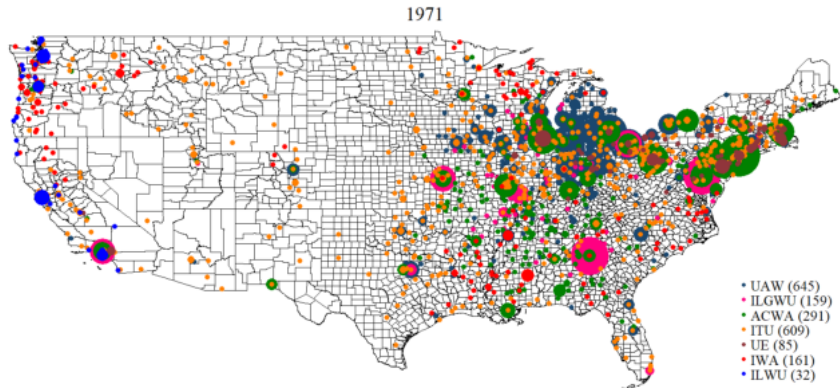 1971
UAW (645)
ILGWU (159)
ACWA (291)
ITU (609)
UE (85)
IWA (161)
ILWU (32)